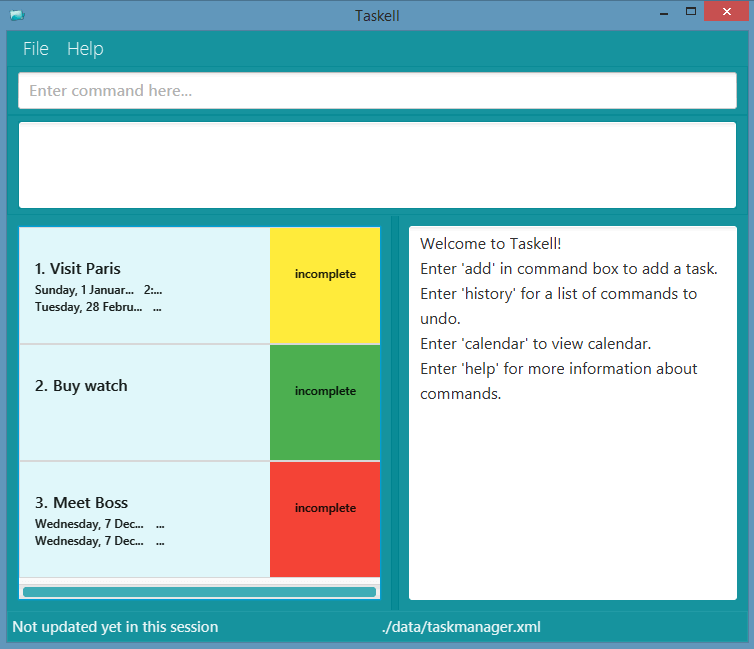 Taskell
File Help
Enter command here...
1. Visit Paris
Sunday, 1 Januar... 2:...
Tuesday, 28 Febru... ...
incomplete
2. Buy watch
incomplete
3. Meet Boss
Wednesday, 7 Dec... ...
Wednesday, 7 Dec... ...
incomplete
Welcome to Taskell!
Enter 'add' in command box to add a task.
Enter 'history' for a list of commands to
undo.
Enter 'calendar' to view calendar.
Enter 'help' for more information about
commands.
Not updated yet in this session
./data/taskmanager.xml